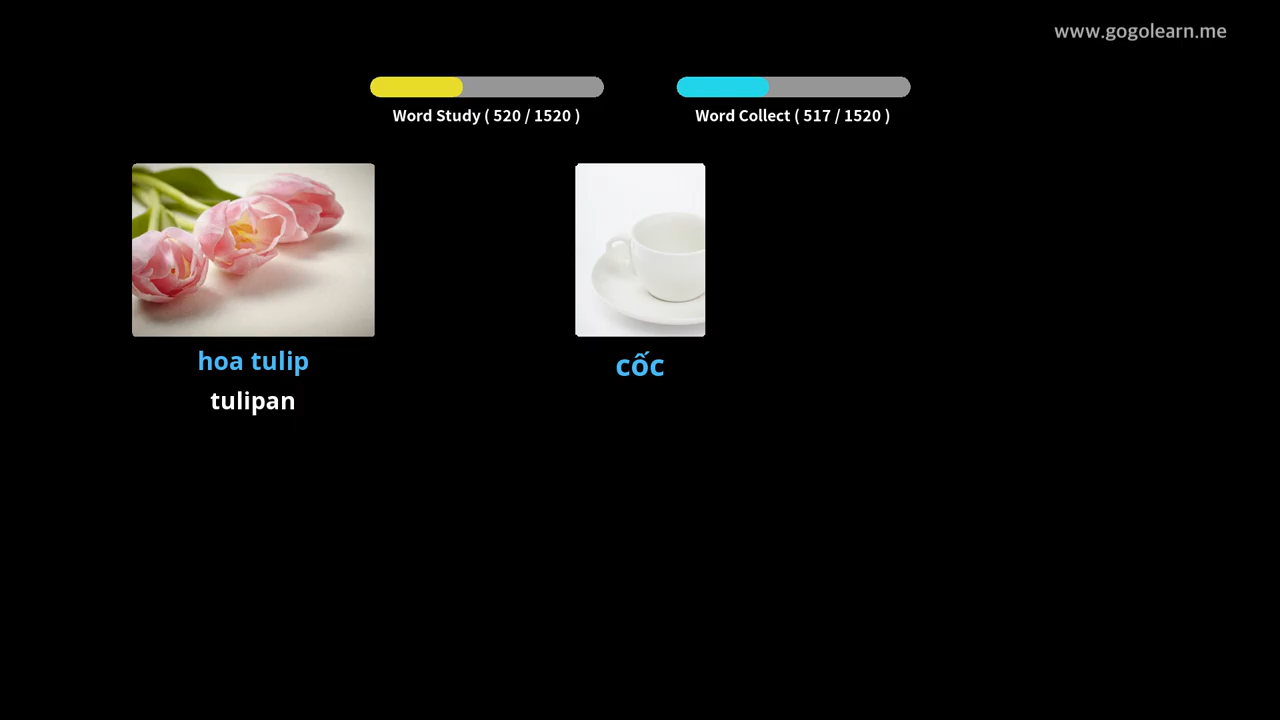 www.gogolearn.me
Word Study ( 520 / 1520 )
Word Collect ( 517 / 1520 )
hoa tulip
tulipan
cốc